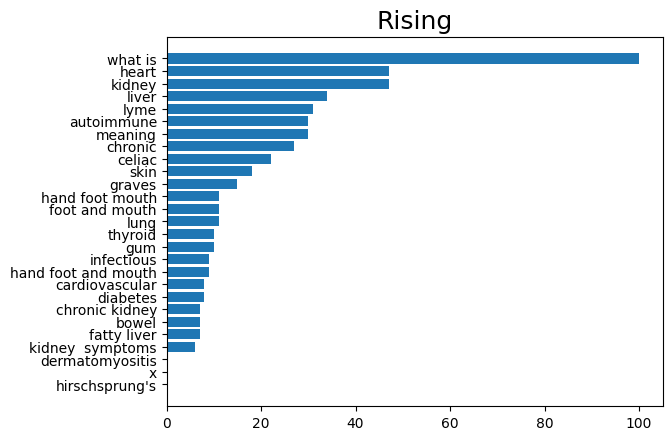 Rising
what is
heart
kidney
liver
lyme
autoimmune
meaning
chronic
celiac
skin
graves
hand foot mouth
foot and mouth
lung
thyroid
gum
infectious
hand foot and mouth
cardiovascular
diabetes
chronic kidney
bowel
fatty liver
kidney  symptoms
dermatomyositis
x
hirschsprung's
0 20 40 60 80 100